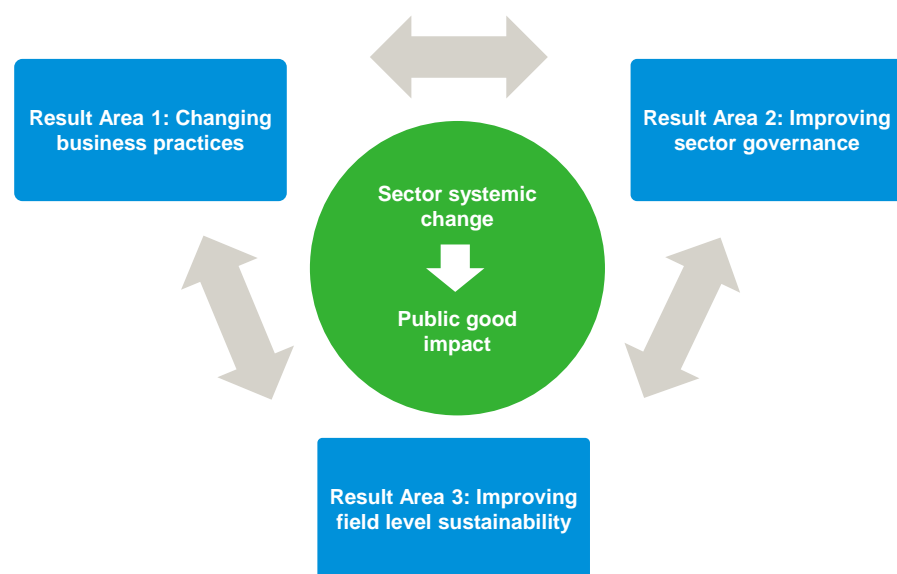 Result Area 1: Changing
business practices
Result Area 2: Improving
sector governance
Sector systemic
change
Public good
impact
Result Area 3: Improving
field level sustainability